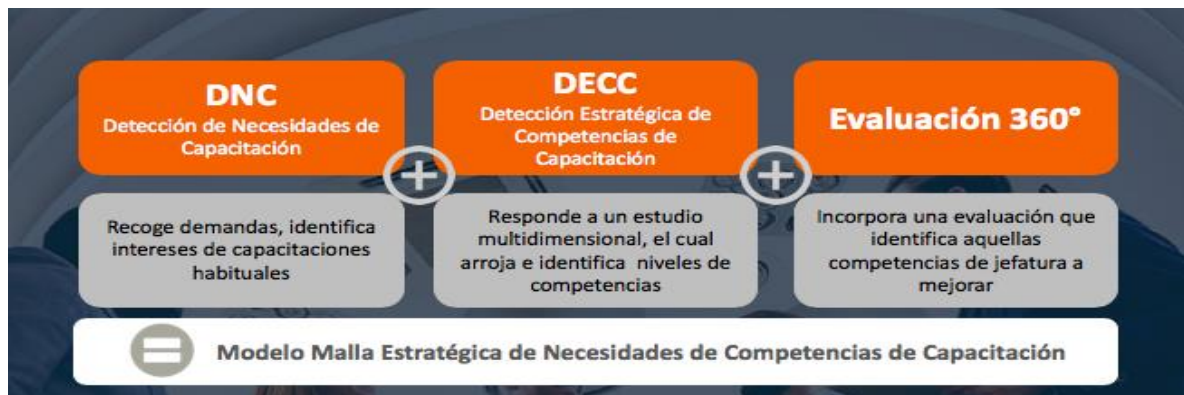 DNC
Detección de Necesidades de
Capacitación
DECC
Detección Estratégica de
Competencias de
Capacitación
Evaluación 360°
Recoge demandas, identifica
intereses de capacitaciones
habituales
Responde a un estudio
multidimensional, el cual
arroja e identifica niveles de
competencias
Incorpora una evaluación que
identifica aquellas
competencias de jefatura a
mejorar
Modelo Malla Estratégica de Necesidades de Competencias de Capacitación